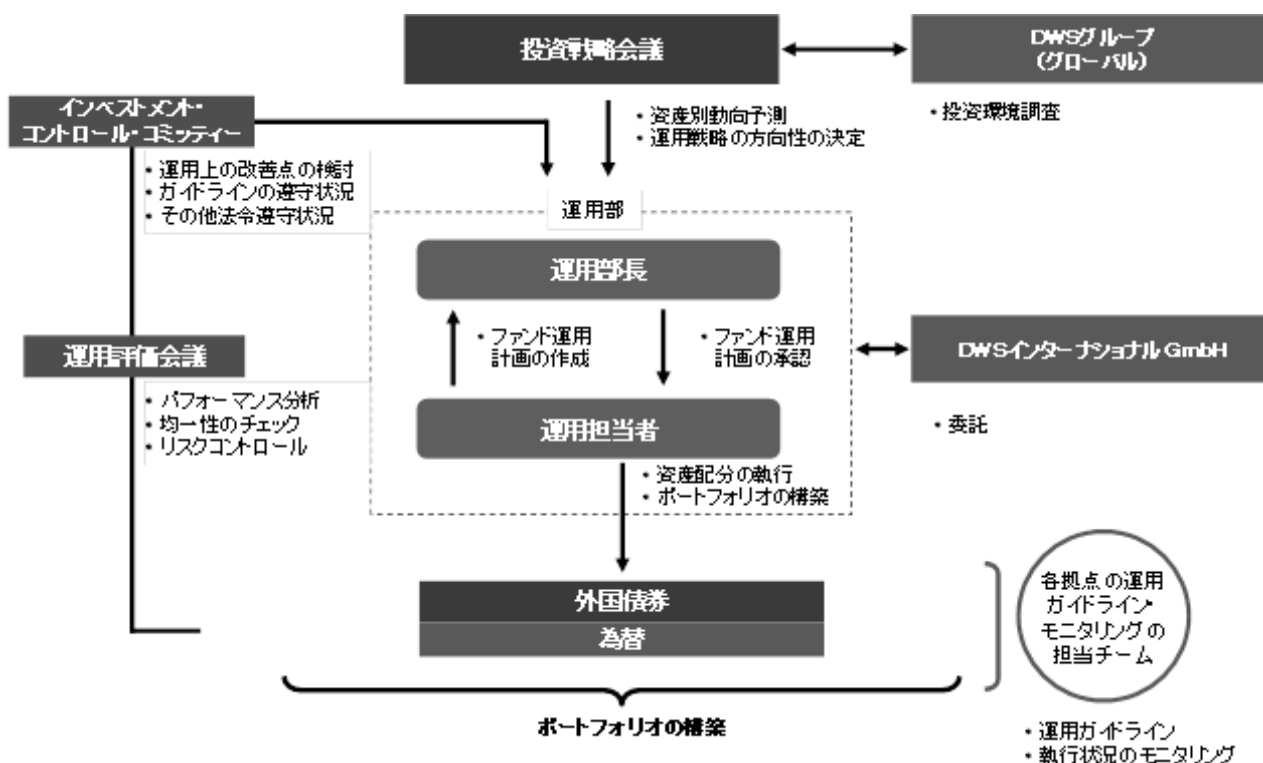 投資戦略会議
DWSグループ
(グローバル)
・投資環境調査
インベストメント・
コントロール・コミッティー
・資産別動向予測
・運用戦略の方向性の決定
・運用上の改善点の検討
・ガイドラインの遵守状況
・その他法令遵守状況
運用部
運用部長
・ファンド運用
計画の作成
・ファンド運用
計画の承認
運用評価会議
DWSインターナショナルGmbH
・パフォーマンス分析
・均一性のチェック
・リスクコントロール
運用担当者
・委託
・資産配分の執行
・ポートフォリオの構築
外国債券
為替
各拠点の運用
ガイドライン・
モニタリングの
担当チーム
ポートフォリオの構築
・運用ガイドライン
・執行状況のモニタリング